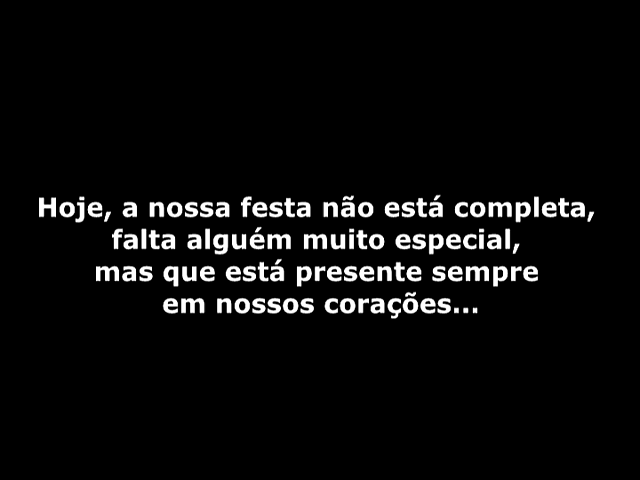 Hoje, a nossa festa não está completa,
falta alguém muito especial,
mas que está presente sempre
em nossos corações...